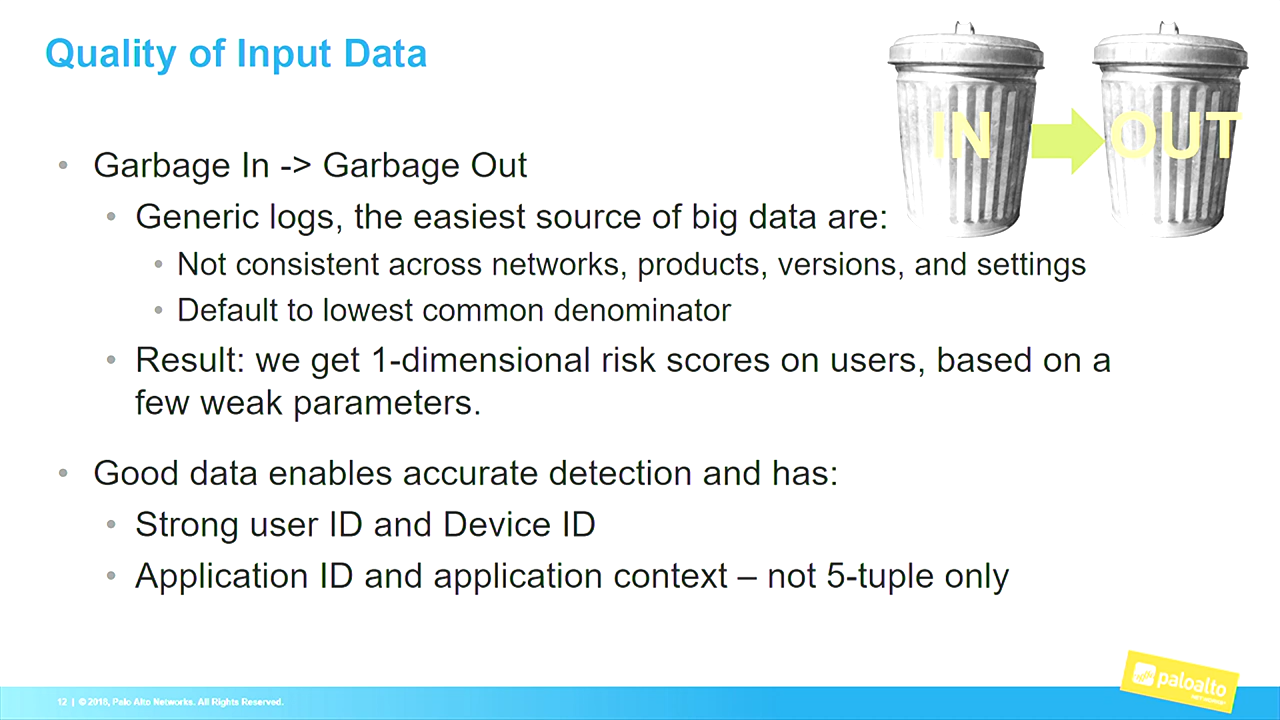 Quality of Input Data
IN
OUT
• Garbage In -> Garbage Out
• Generic logs, the easiest source of big data are:
• Not consistent across networks, products, versions, and settings
• Default to lowest common denominator
• Result: we get 1-dimensional risk scores on users, based on a
few weak parameters.
• Good data enables accurate detection and has:
• Strong user ID and Device ID
• Application ID and application context – not 5-tuple only
12 | © 2018, Palo Alto Networks. All Rights Reserved.
paloalto
NETWORKS